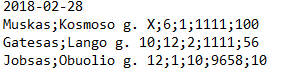 2018-02-28
Muskas;Kosmoso g. X;6;1;1111;100
Gatesas;Lango g. 10;12;2;1111;56
Jobsas;Obuolio g. 12;1;10;9658;10